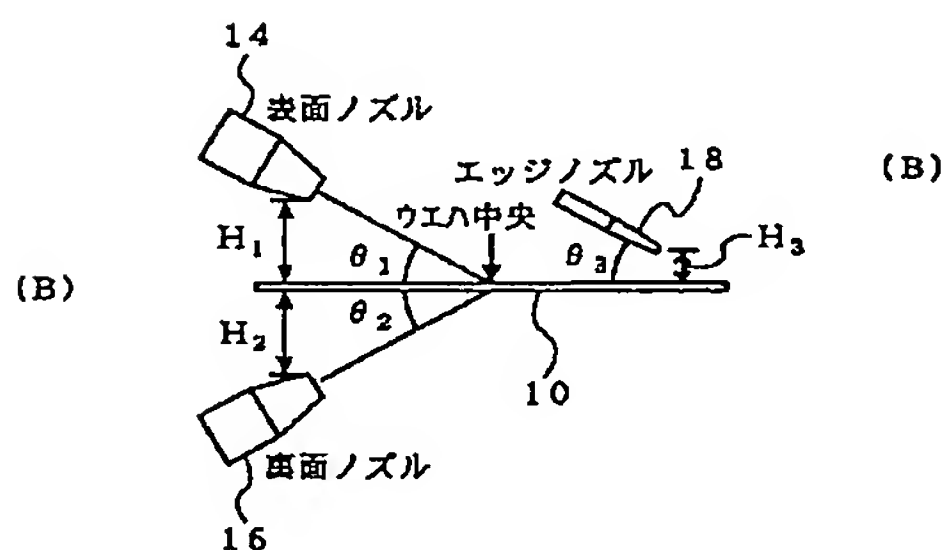 14
表面ノズル
エッジノズル
18
(B)
ウエハ中央
H₁
θ₁
θ₃
H₃
(B)
H₂
θ₂
10
裏面ノズル
16